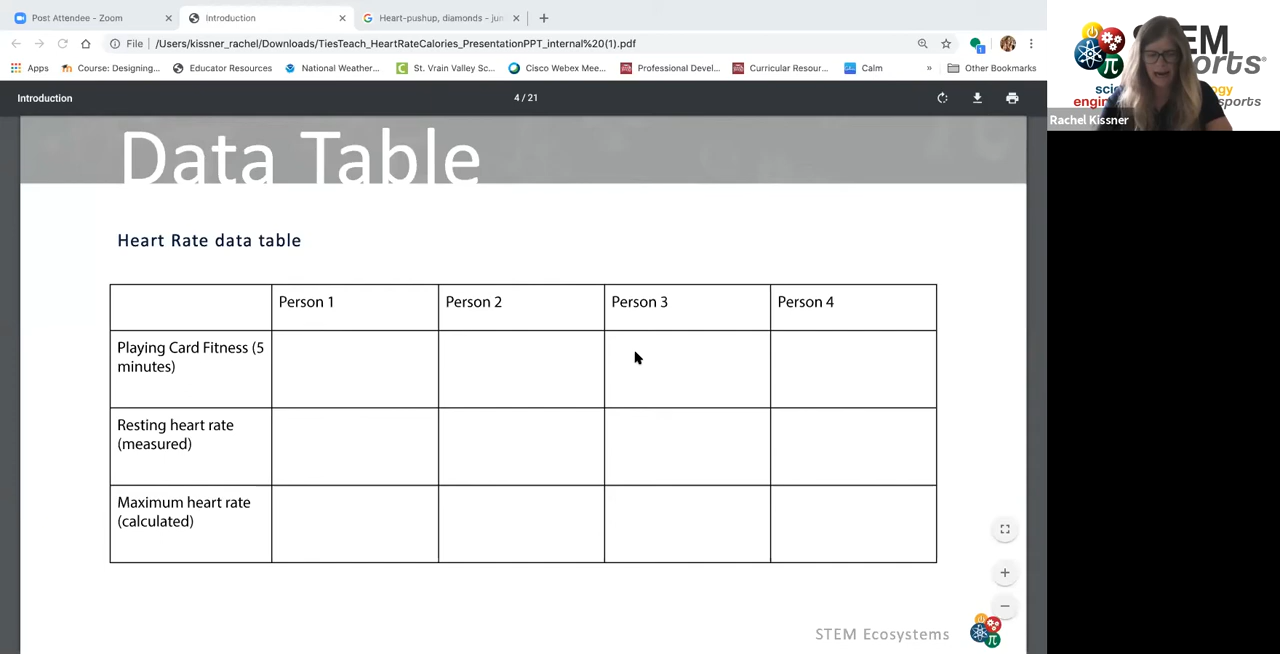 Post Attendee - Zoom
Introduction
Heart-pushup, diamonds - jun
File
/Users/kissner_rachel/Downloads/TiesTeach_HeartRateCalories_PresentationPPT_internal%20(1).pdf
Apps
Course: Designing...
Educator Resources
National Weather...
St. Vrain Valley Sc...
Cisco Webex Mee...
Professional Devel...
Curricular Resour...
Calm
»
Other Bookmarks
Introduction
4 / 21
Rachel Kissner
Data Table
Heart Rate data table
Person 1
Person 2
Person 3
Person 4
Playing Card Fitness (5
minutes)
Resting heart rate
(measured)
Maximum heart rate
(calculated)
STEM Ecosystems